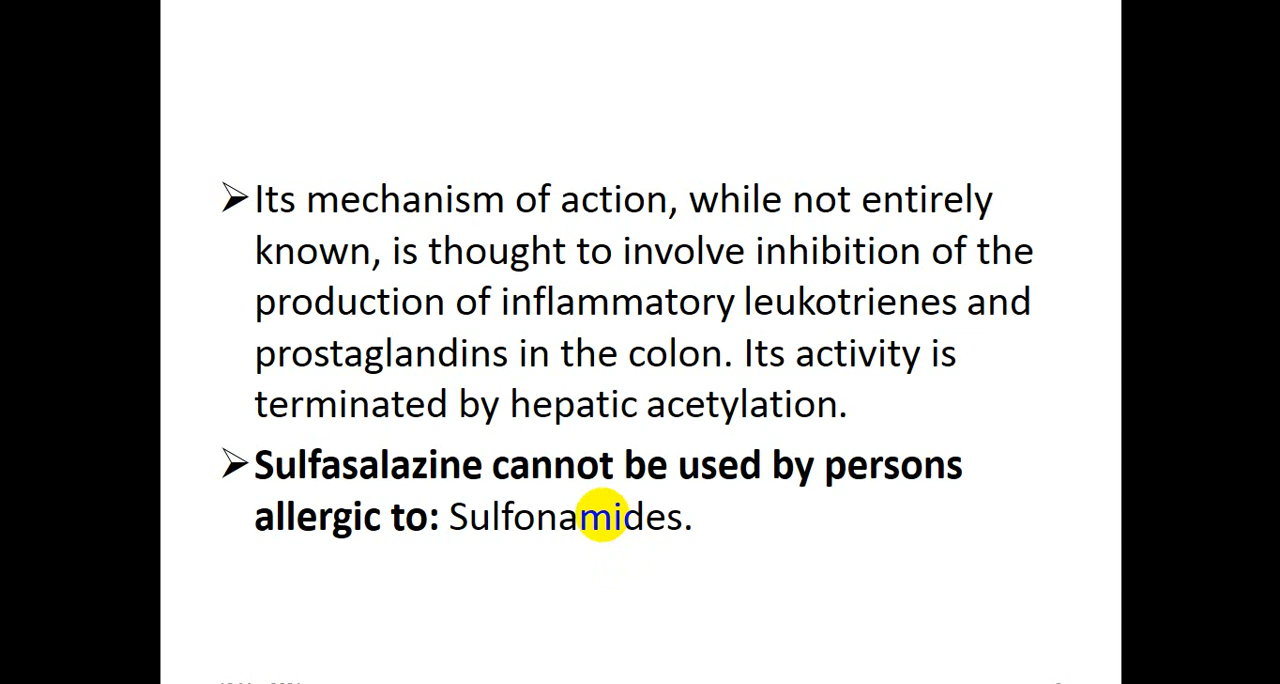 ➢Its mechanism of action, while not entirely
known, is thought to involve inhibition of the
production of inflammatory leukotrienes and
prostaglandins in the colon. Its activity is
terminated by hepatic acetylation.
➢Sulfasalazine cannot be used by persons
allergic to: Sulfonamides.